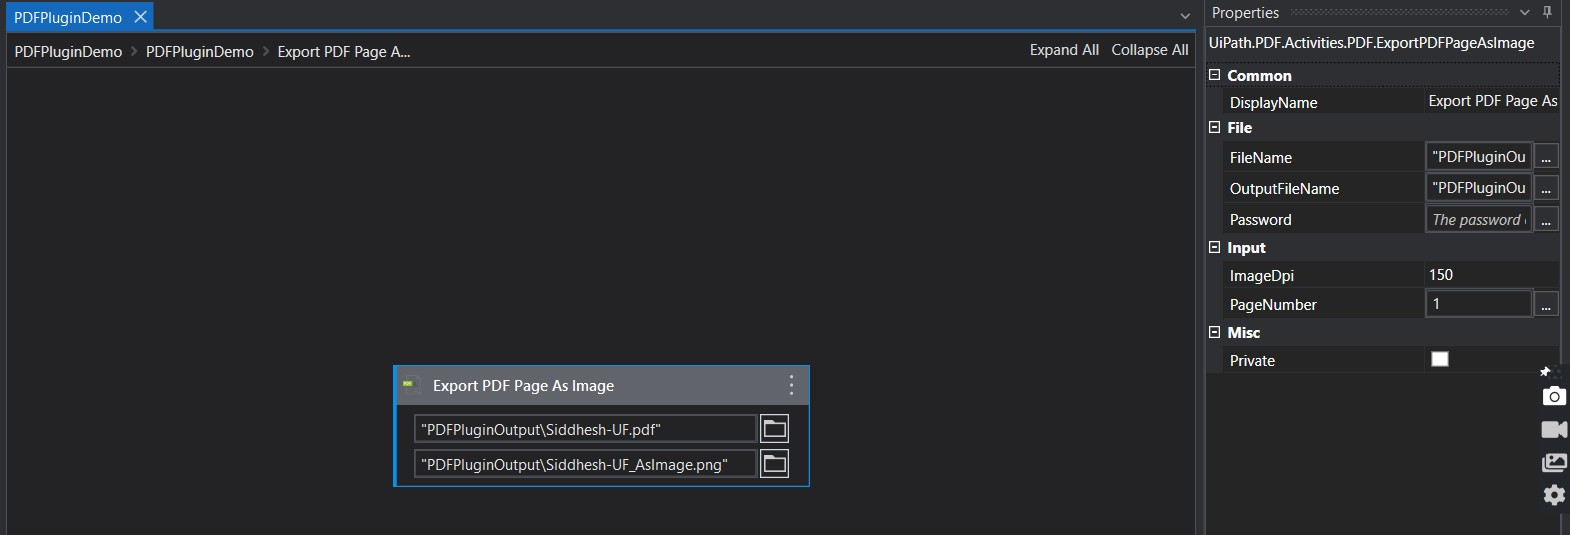 PDFPluginDemo
PDFPluginDemo PDFPluginDemo Export PDF Page A...
Expand All Collapse All
Export PDF Page As Image
"PDFPluginOutput\Siddhesh-UF.pdf"
"PDFPluginOutput\Siddhesh-UF_AsImage.png"
Properties
UiPath.PDF.Activities.PDF.ExportPDFPageAsImage
Common
DisplayName Export PDF Page As
File
FileName "PDFPluginOu ...
OutputFileName "PDFPluginOu ...
Password The password ...
Input
ImageDpi 150
PageNumber 1 ...
Misc
Private